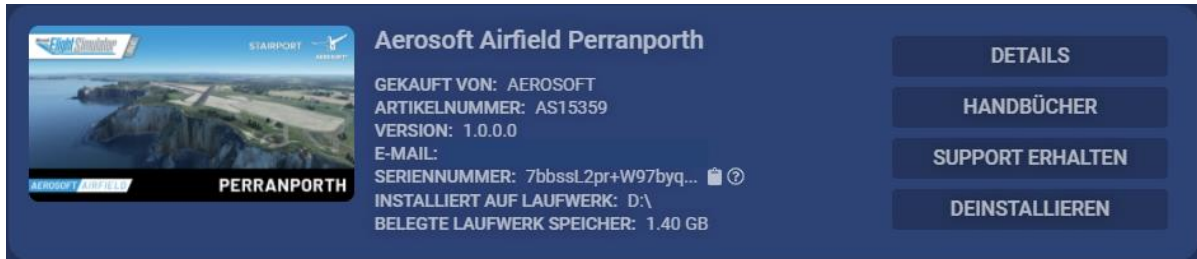 Flight Simulator
STAIRPORT
AEROSOFT
AEROSOFT AIRFIELD
PERRANPORTH
Aerosoft Airfield Perranporth
GEKAUFT VON: AEROSOFT
ARTIKELNUMMER: AS15359
VERSION: 1.0.0.0
E-MAIL:
SERIENNUMMER: 7bbssL2pr+W97byq...
INSTALLIERT AUF LAUFWERK: D:\
BELEGTE LAUFWERK SPEICHER: 1.40 GB
DETAILS
HANDBÜCHER
SUPPORT ERHALTEN
DEINSTALLIEREN